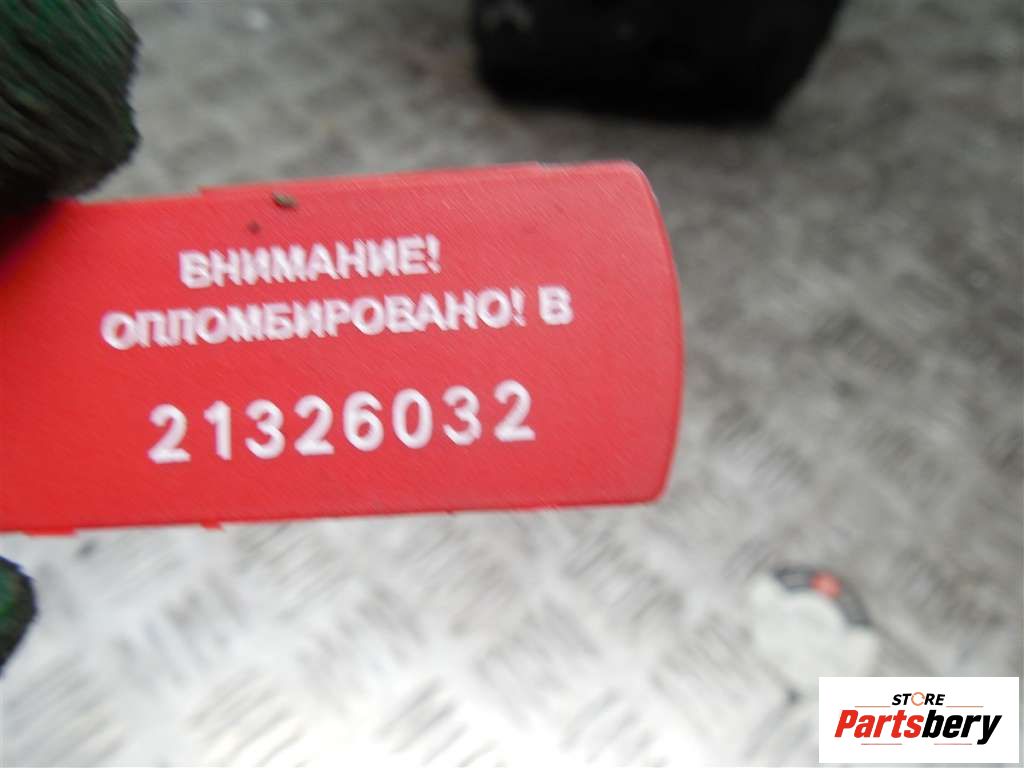 ВНИМАНИЕ!
ОПЛОМБИРОВАНО! В
21326032
STORE
Partsbery